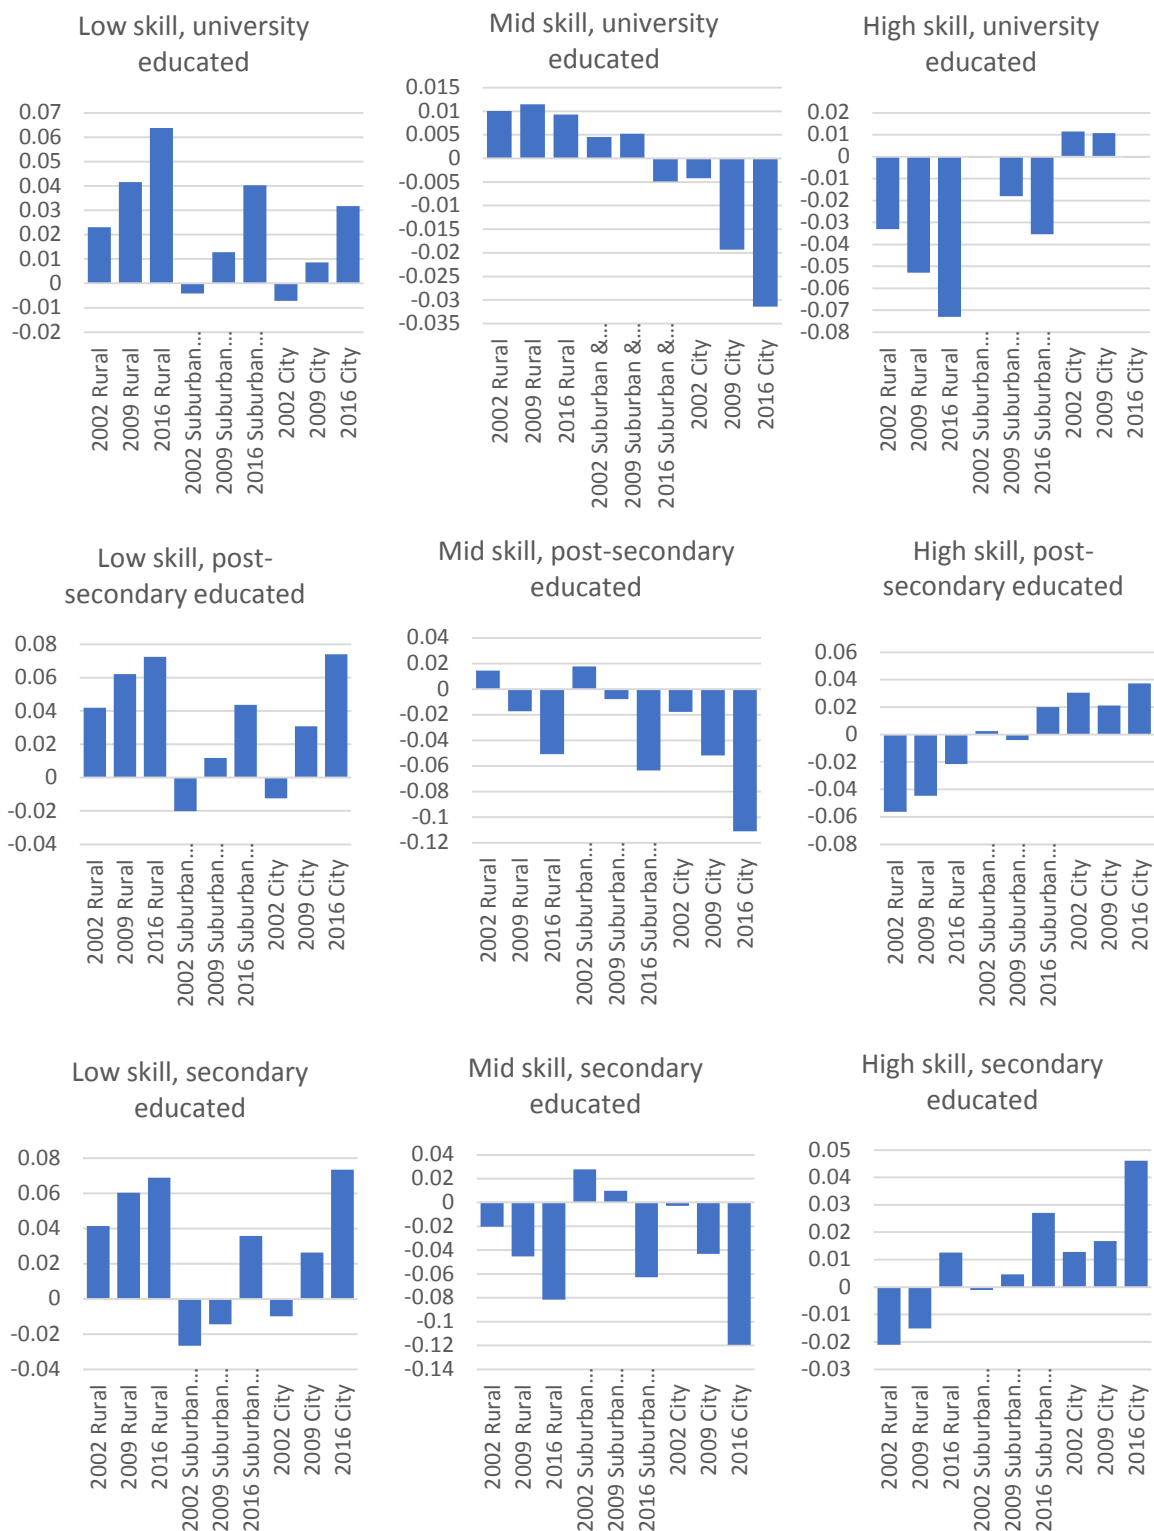 Low skill, university
educated
0.07
0.06
0.05
0.04
0.03
0.02
0.01
0
-0.01
-0.02
2002 Rural
2009 Rural
2016 Rural
2002 Suburban…
2009 Suburban…
2016 Suburban…
2002 City
2009 City
2016 City
Mid skill, university
educated
0.015
0.01
0.005
0
-0.005
-0.01
-0.015
-0.02
-0.025
-0.03
-0.035
2002 Rural
2009 Rural
2016 Rural
2002 Suburban &…
2009 Suburban &…
2016 Suburban &…
2002 City
2009 City
2016 City
High skill, university
educated
0.02
0.01
0
-0.01
-0.02
-0.03
-0.04
-0.05
-0.06
-0.07
-0.08
2002 Rural
2009 Rural
2016 Rural
2002 Suburban…
2009 Suburban…
2016 Suburban…
2002 City
2009 City
2016 City
Low skill, post-
secondary educated
0.08
0.06
0.04
0.02
0
-0.02
-0.04
2002 Rural
2009 Rural
2016 Rural
2002 Suburban…
2009 Suburban…
2016 Suburban…
2002 City
2009 City
2016 City
Mid skill, post-secondary
educated
0.04
0.02
0
-0.02
-0.04
-0.06
-0.08
-0.1
-0.12
2002 Rural
2009 Rural
2016 Rural
2002 Suburban…
2009 Suburban…
2016 Suburban…
2002 City
2009 City
2016 City
High skill, post-
secondary educated
0.06
0.04
0.02
0
-0.02
-0.04
-0.06
-0.08
2002 Rural
2009 Rural
2016 Rural
2002 Suburban…
2009 Suburban…
2016 Suburban…
2002 City
2009 City
2016 City
Low skill, secondary
educated
0.08
0.06
0.04
0.02
0
-0.02
-0.04
2002 Rural
2009 Rural
2016 Rural
2002 Suburban…
2009 Suburban…
2016 Suburban…
2002 City
2009 City
2016 City
Mid skill, secondary
educated
0.04
0.02
0
-0.02
-0.04
-0.06
-0.08
-0.1
-0.12
-0.14
2002 Rural
2009 Rural
2016 Rural
2002 Suburban…
2009 Suburban…
2016 Suburban…
2002 City
2009 City
2016 City
High skill, secondary
educated
0.05
0.04
0.03
0.02
0.01
0
-0.01
-0.02
-0.03
2002 Rural
2009 Rural
2016 Rural
2002 Suburban…
2009 Suburban…
2016 Suburban…
2002 City
2009 City
2016 City